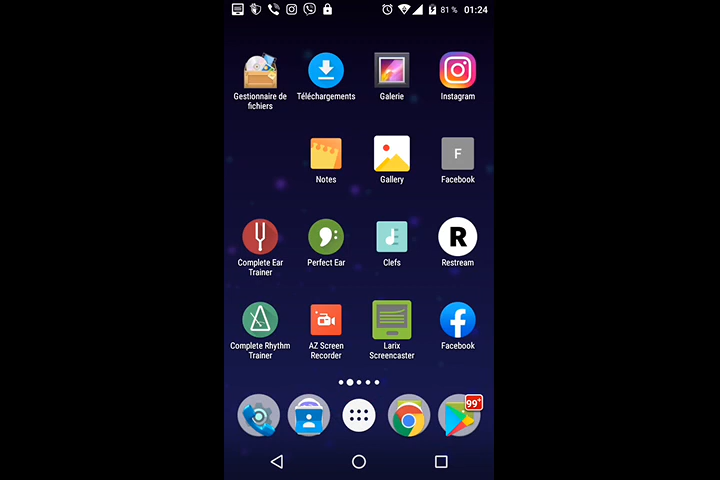 81 % 01:24
Gestionnaire de
fichiers
Téléchargements
Galerie
Instagram
Notes
Gallery
F
Facebook
Complete Ear
Trainer
Perfect Ear
Clefs
R
Restream
Complete Rhythm
Trainer
AZ Screen
Recorder
Larix
Screencaster
Facebook
99+